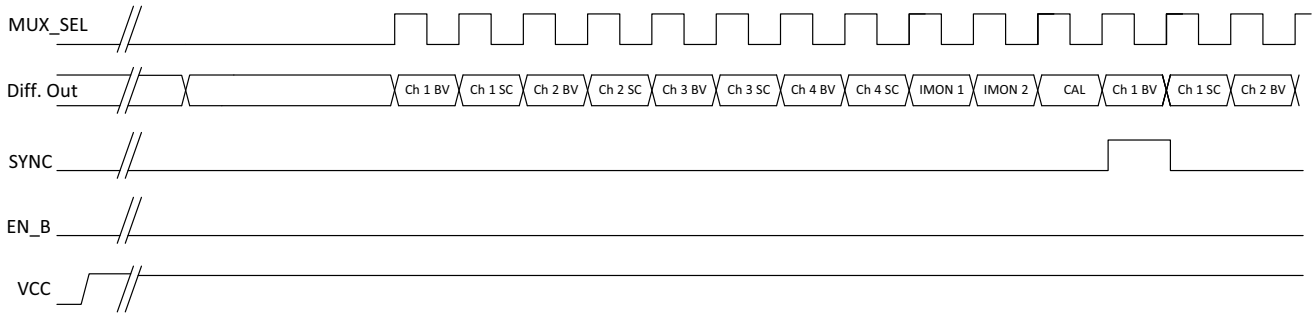 MUX_SEL
Diff. Out
Ch 1 BV Ch 1 SC Ch 2 BV Ch 2 SC Ch 3 BV Ch 3 SC Ch 4 BV Ch 4 SC IMON 1 IMON 2 CAL Ch 1 BV Ch 1 SC Ch 2 BV
SYNC
EN_B
VCC